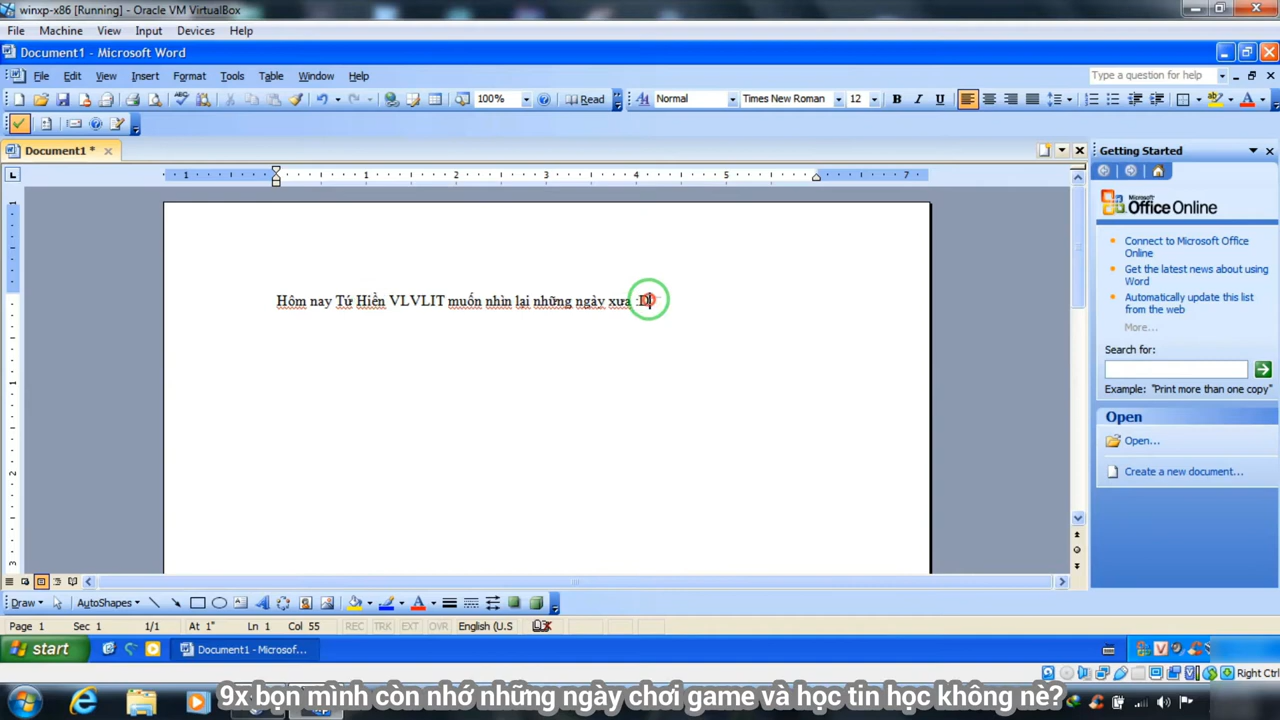 winxp-x86 [Running] - Oracle VM VirtualBox
File Machine View Input Devices Help
Document1 - Microsoft Word
File Edit View Insert Format Tools Table Window Help
Type a question for help
100% Read Normal Times New Roman 12 B I U
Document1 *
Getting Started
Microsoft Office Online
Connect to Microsoft Office Online
Get the latest news about using Word
Automatically update this list from the web
More...
Search for:
Example: "Print more than one copy"
Open
Open...
Create a new document...
Hôm nay Tứ Hiền VLVLIT muốn nhìn lại những ngày xưa :D
Draw AutoShapes
Page 1 Sec 1 1/1 At 1" Ln 1 Col 55 REC TRK EXT OVR English (U.S
start Document1 - Microsof...
Right Ctrl
9x bọn mình còn nhớ những ngày chơi game và học tin học không nè?